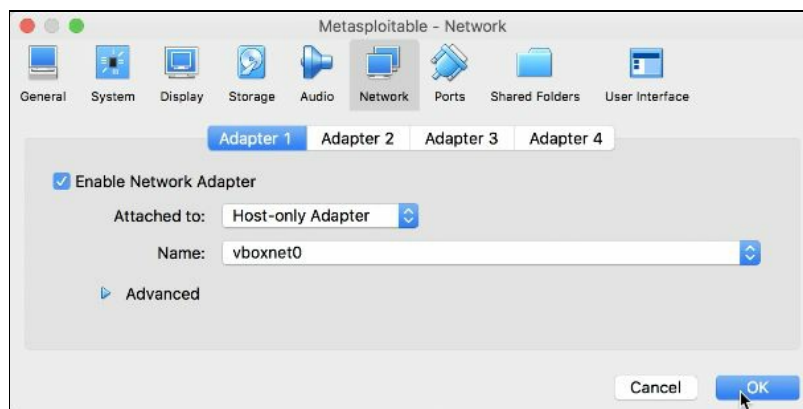 Metasploitable - Network
General System Display Storage Audio Network Ports Shared Folders User Interface
Adapter 1 Adapter 2 Adapter 3 Adapter 4
Enable Network Adapter
Attached to: Host-only Adapter
Name: vboxnet0
Advanced
Cancel OK